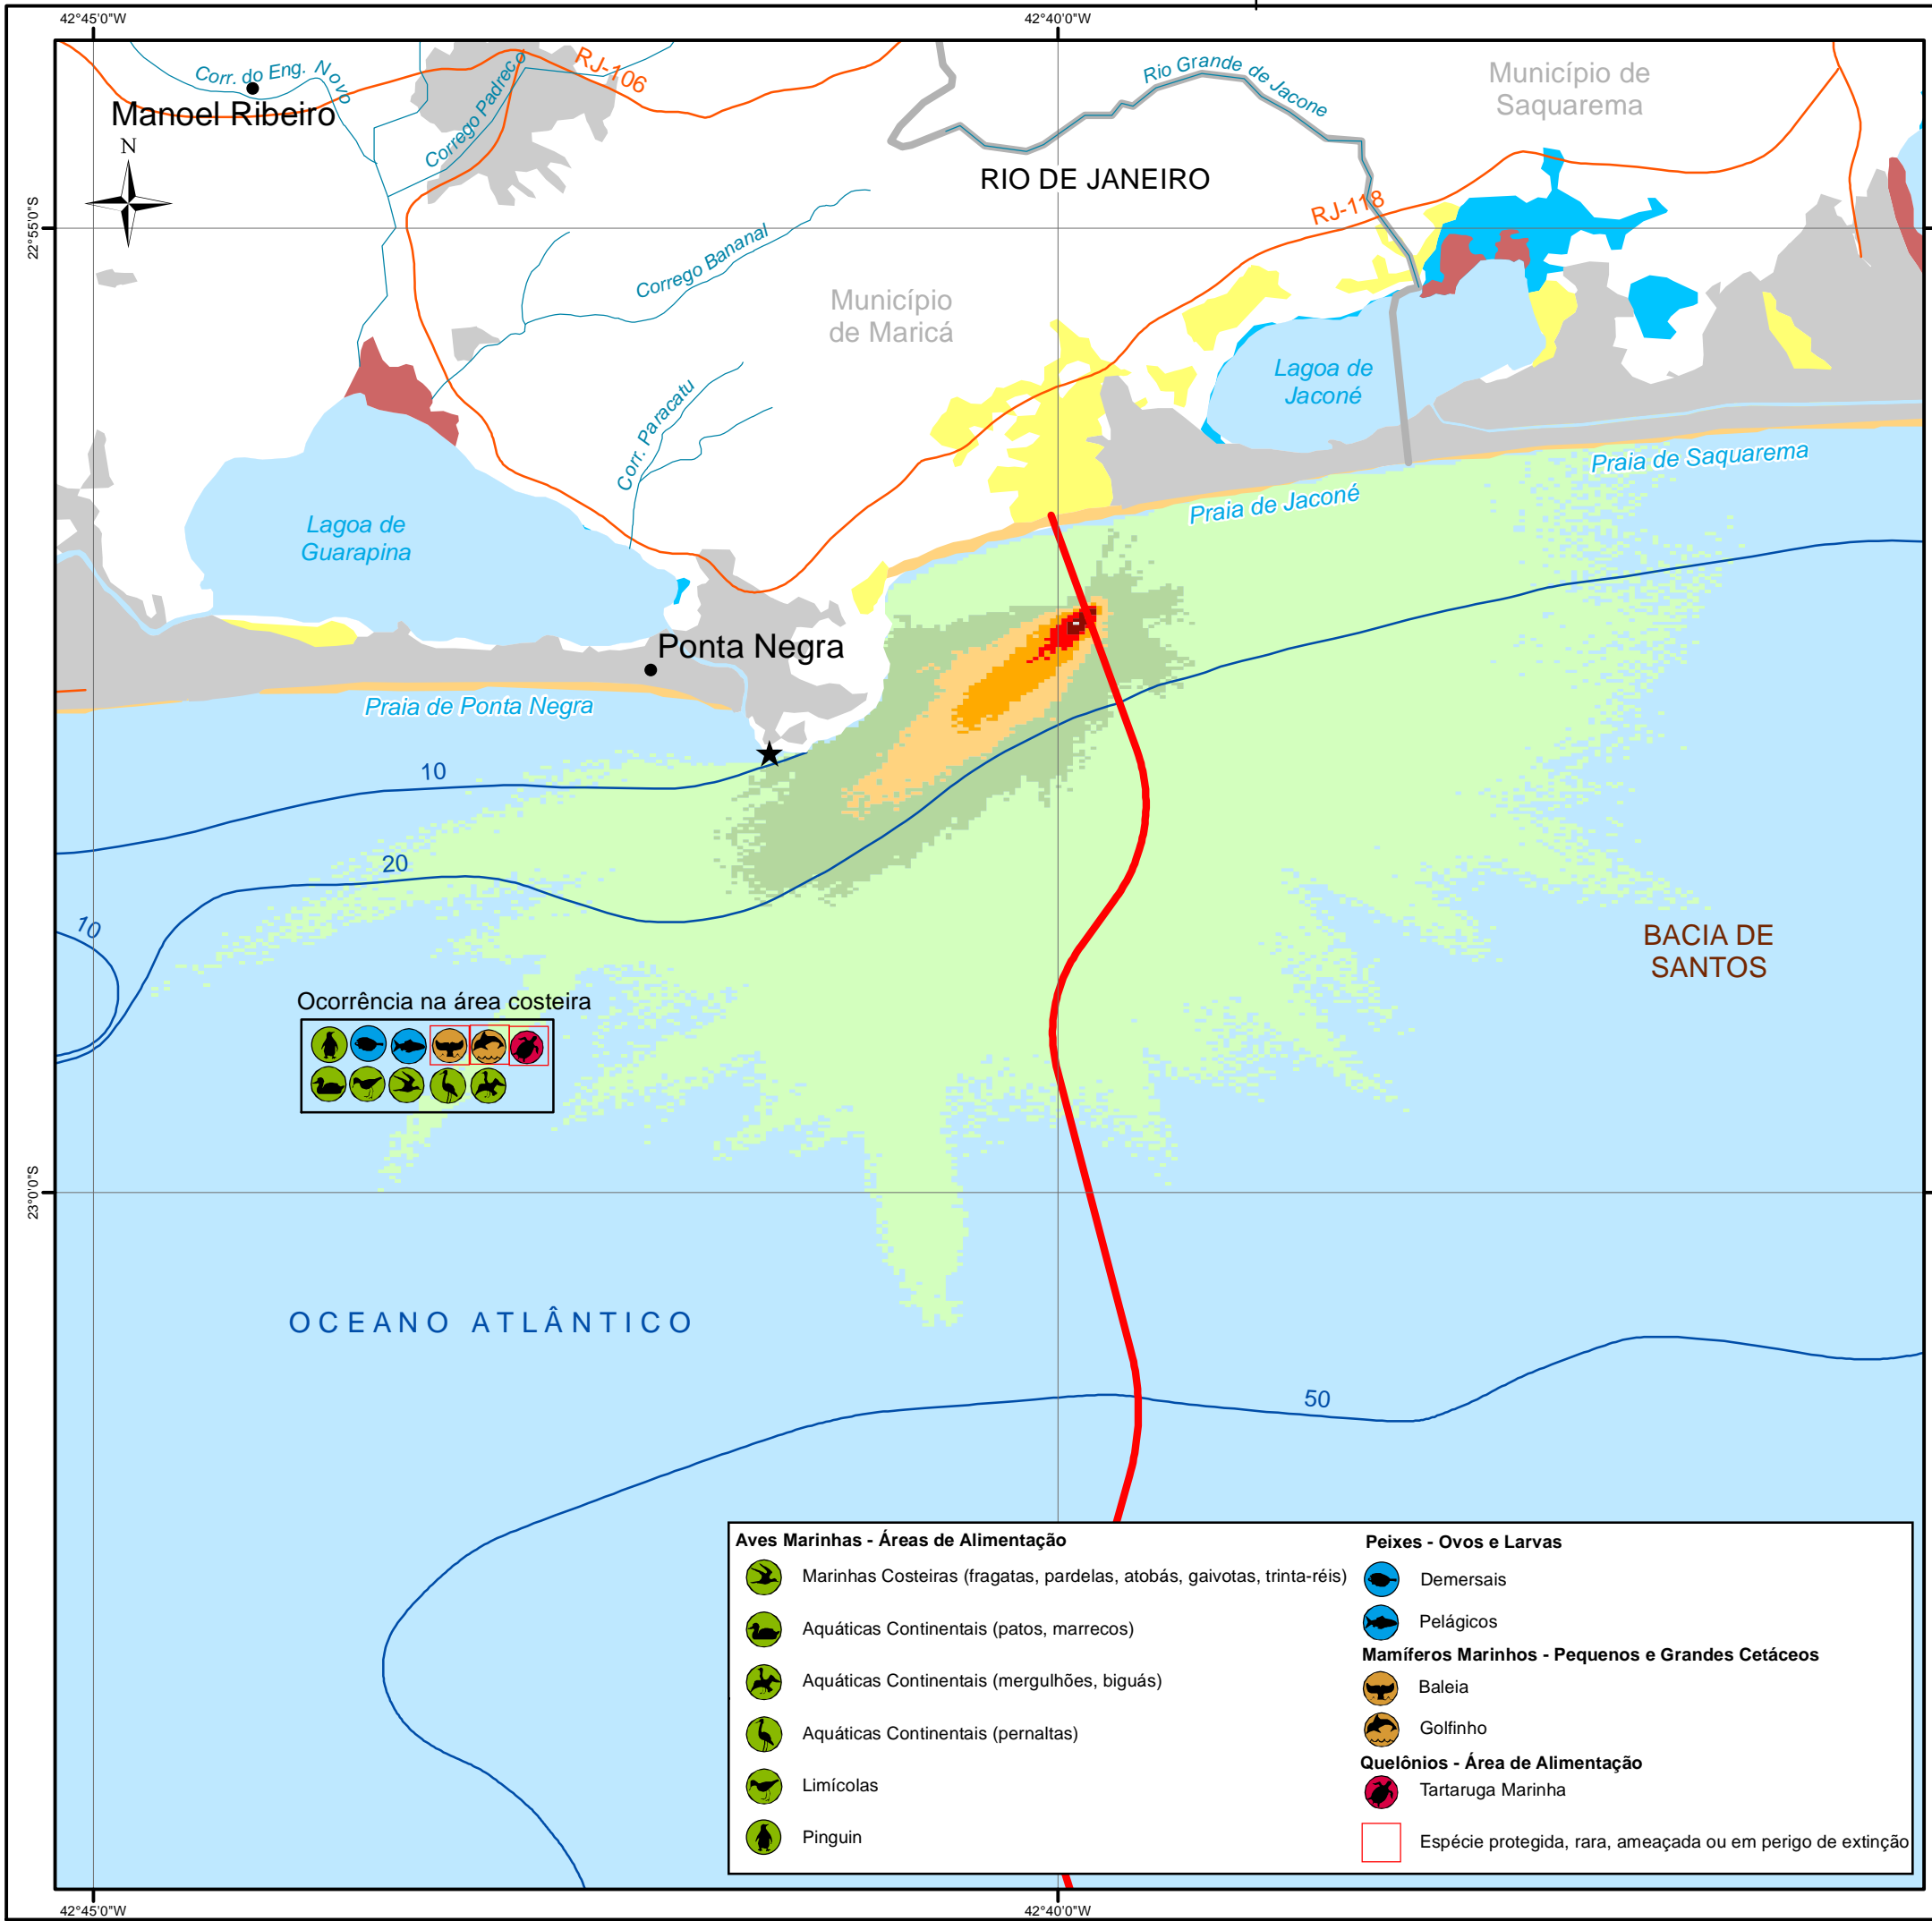 42°45'0"W
42°40'0"W
Corr. do Eng. Novo
Manoel Ribeiro
N
Corrego Padreco
RJ-106
Rio Grande de Jacone
Município de
Saquarema
RIO DE JANEIRO
RJ-118
22°55'0"S
Corrego Bananal
Município
de Maricá
Corr. Paracatu
Lagoa de
Jaconé
Praia de Saquarema
Praia de Jaconé
Lagoa de
Guarapina
Ponta Negra
Praia de Ponta Negra
10
20
10
BACIA DE
SANTOS
Ocorrência na área costeira
23°0'0"S
OCEANO ATLÂNTICO
50
Aves Marinhas - Áreas de Alimentação
Marinhas Costeiras (fragatas, pardelas, atobás, gaivotas, trinta-réis)
Aquáticas Continentais (patos, marrecos)
Aquáticas Continentais (mergulhões, biguás)
Aquáticas Continentais (pernaltas)
Limícolas
Pinguin
Peixes - Ovos e Larvas
Demersais
Pelágicos
Mamíferos Marinhos - Pequenos e Grandes Cetáceos
Baleia
Golfinho
Quelônios - Área de Alimentação
Tartaruga Marinha
Espécie protegida, rara, ameaçada ou em perigo de extinção
42°45'0"W
42°40'0"W